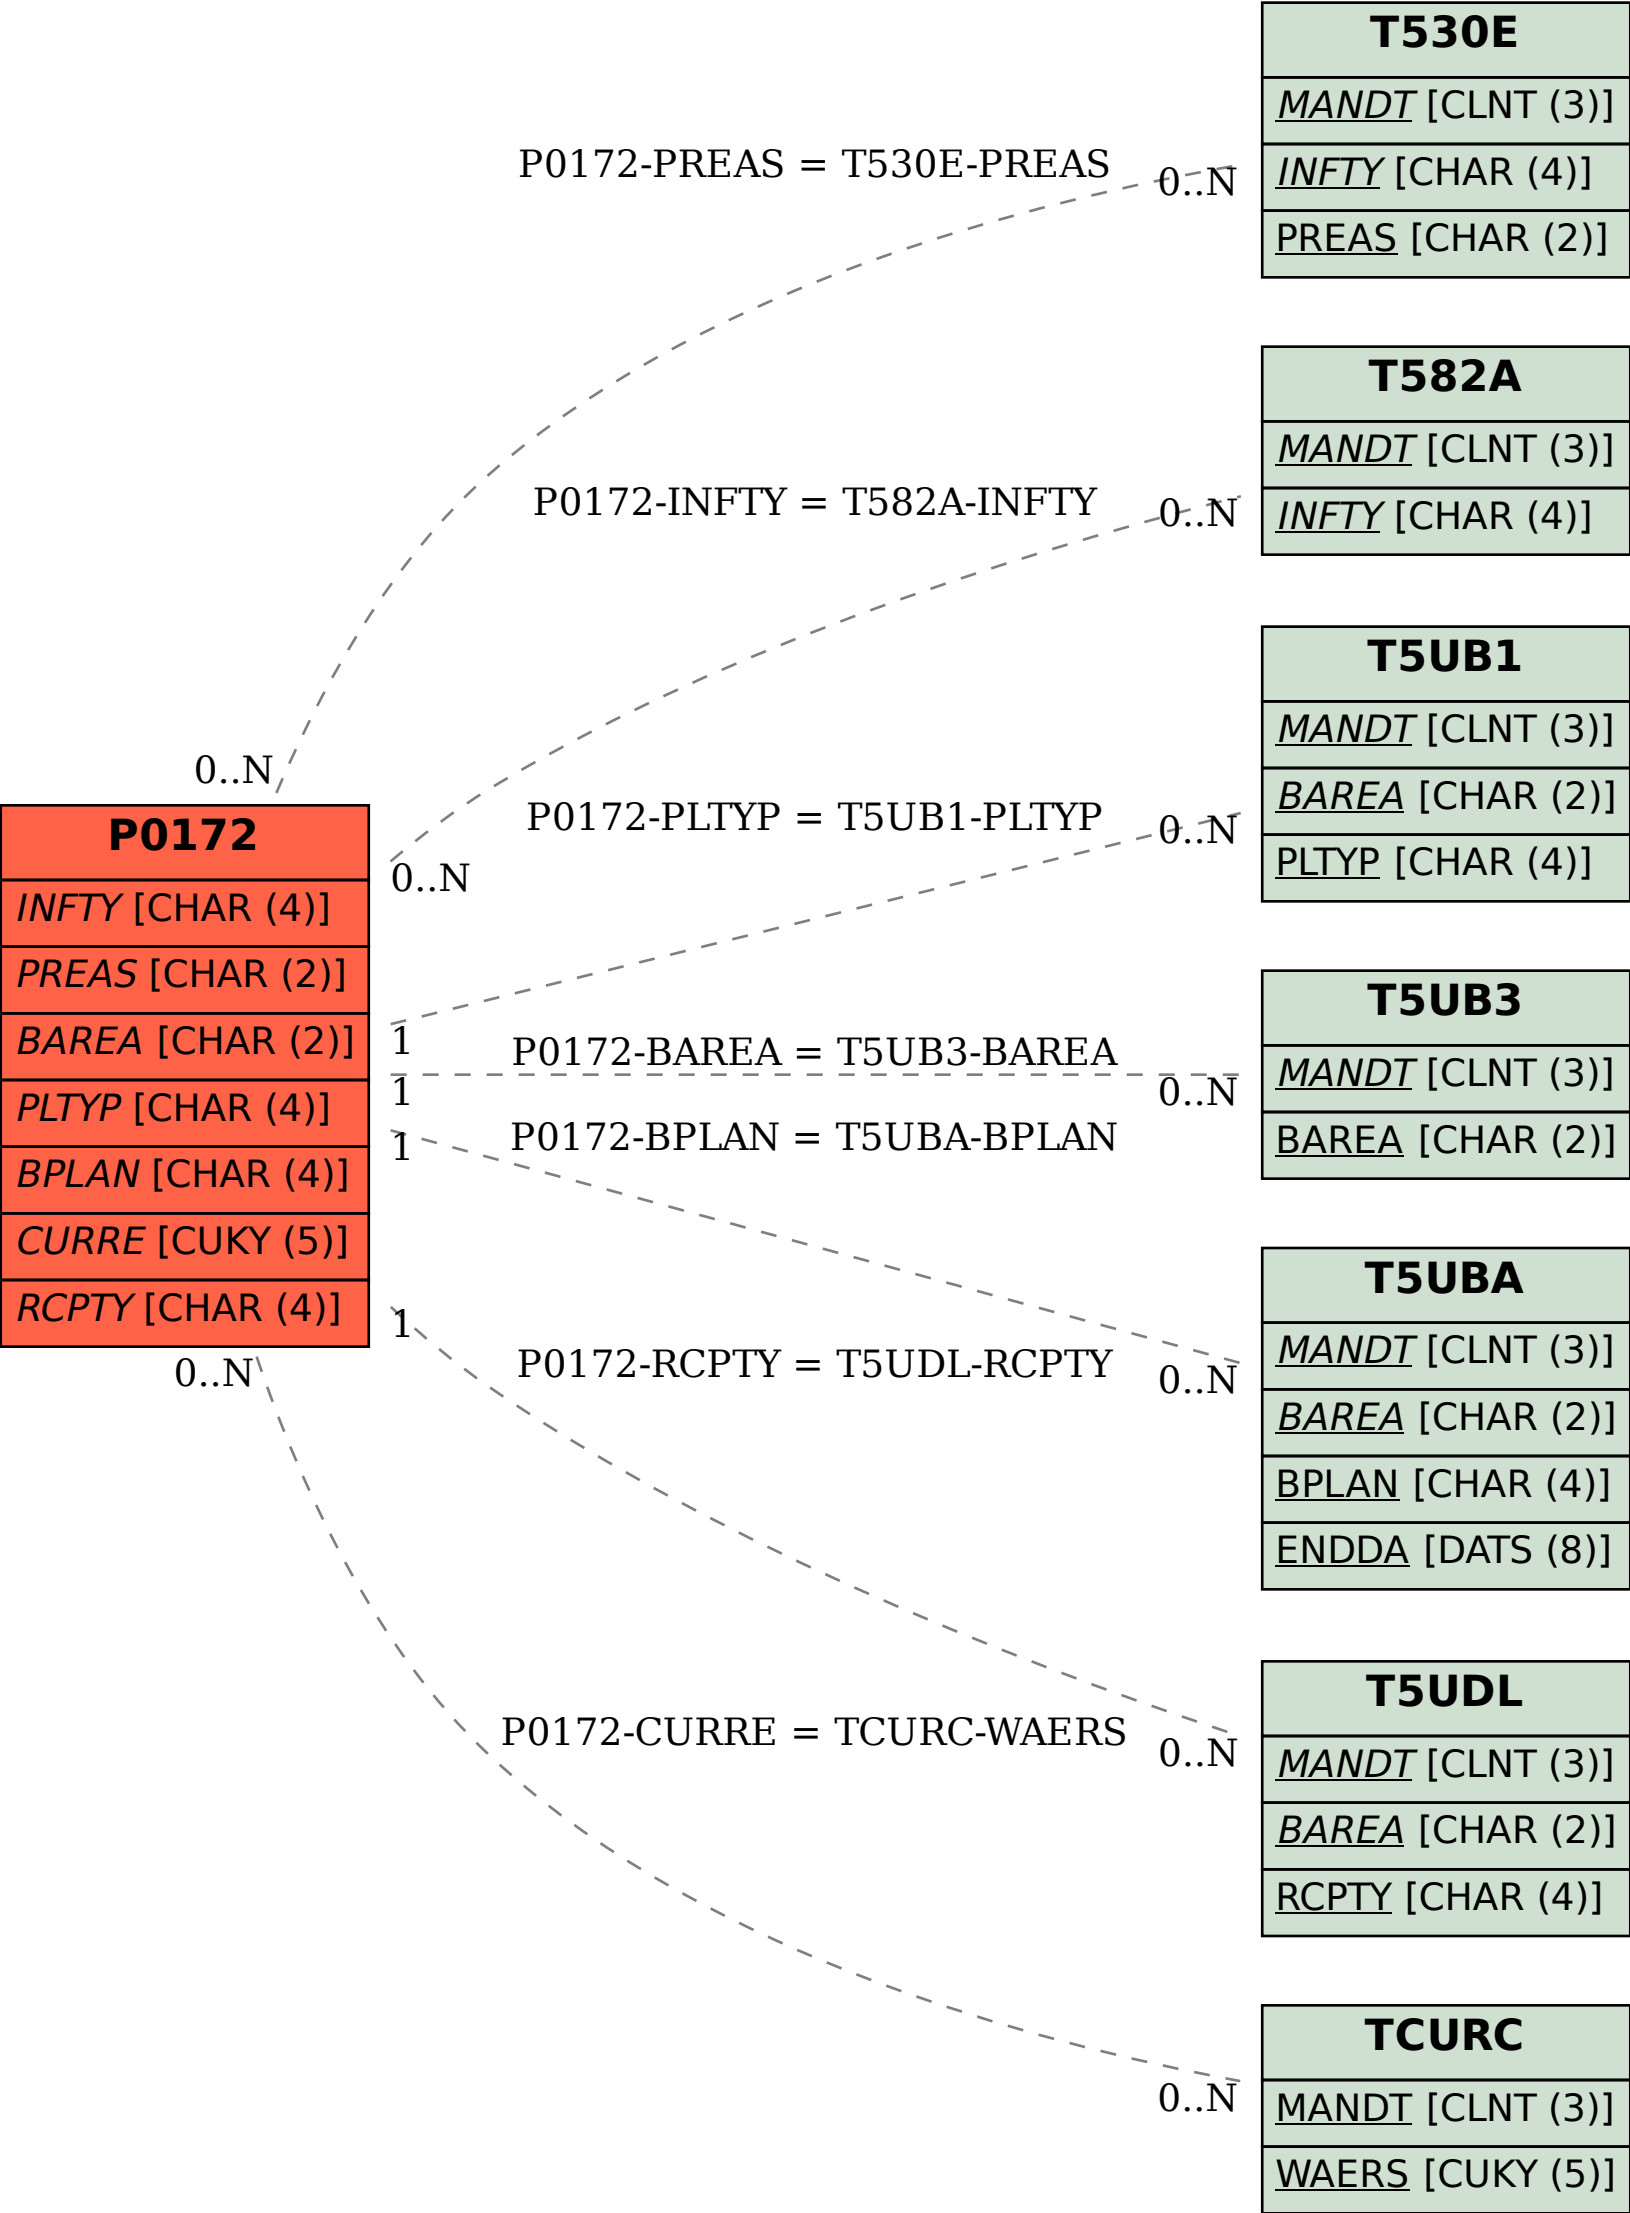 T530E
MANDT [CLNT (3)]
INFTY [CHAR (4)]
PREAS [CHAR (2)]
P0172-PREAS = T530E-PREAS
0..N
0..N
T582A
MANDT [CLNT (3)]
INFTY [CHAR (4)]
P0172-INFTY = T582A-INFTY
0..N
0..N
T5UB1
MANDT [CLNT (3)]
BAREA [CHAR (2)]
PLTYP [CHAR (4)]
P0172-PLTYP = T5UB1-PLTYP
0..N
1
P0172
INFTY [CHAR (4)]
PREAS [CHAR (2)]
BAREA [CHAR (2)]
PLTYP [CHAR (4)]
BPLAN [CHAR (4)]
CURRE [CUKY (5)]
RCPTY [CHAR (4)]
P0172-BAREA = T5UB3-BAREA
1
0..N
T5UB3
MANDT [CLNT (3)]
BAREA [CHAR (2)]
P0172-BPLAN = T5UBA-BPLAN
1
0..N
T5UBA
MANDT [CLNT (3)]
BAREA [CHAR (2)]
BPLAN [CHAR (4)]
ENDDA [DATS (8)]
P0172-RCPTY = T5UDL-RCPTY
1
0..N
T5UDL
MANDT [CLNT (3)]
BAREA [CHAR (2)]
RCPTY [CHAR (4)]
P0172-CURRE = TCURC-WAERS
0..N
0..N
TCURC
MANDT [CLNT (3)]
WAERS [CUKY (5)]